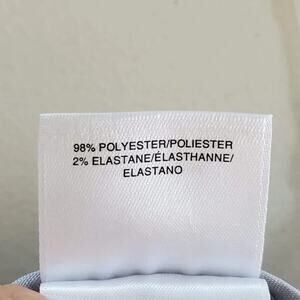 98% POLYESTER/POLIESTER
2% ELASTANE/ÉLASTHANNE/
ELASTANO